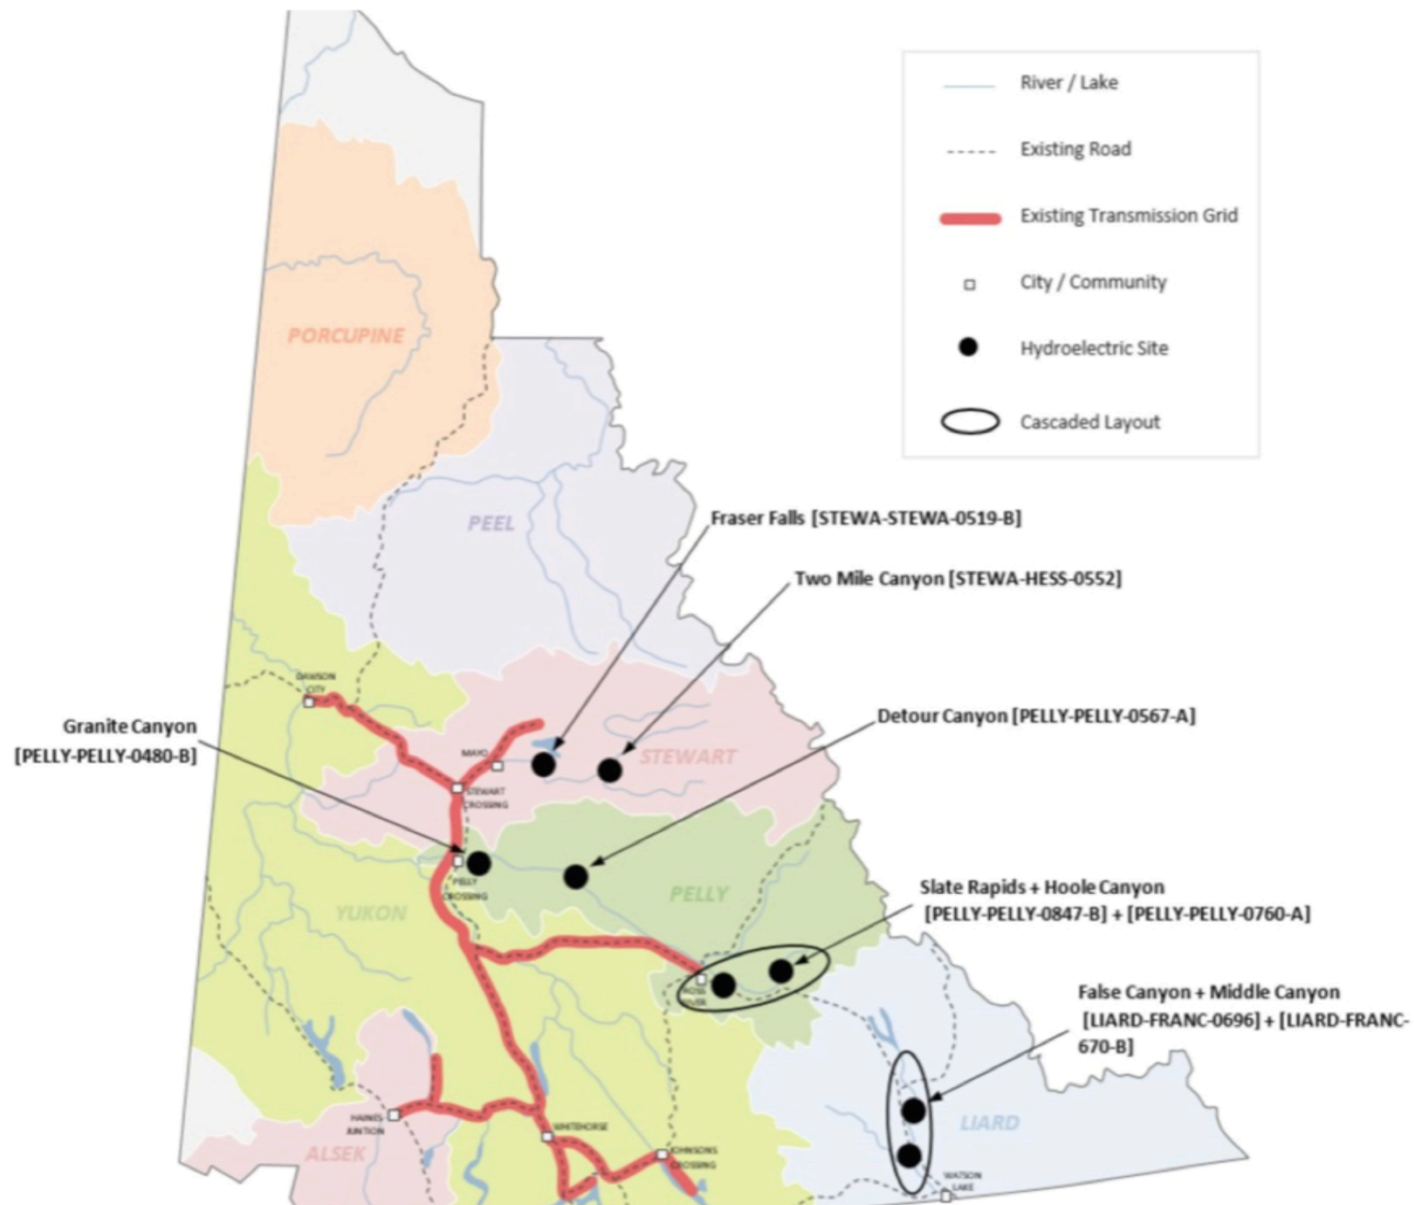 River / Lake
Existing Road
Existing Transmission Grid
City / Community
Hydroelectric Site
Cascaded Layout
PORCUPINE
PEEL
Fraser Falls [STEWA-STEWA-0519-B]
Two Mile Canyon [STEWA-HESS-0552]
DAWSON
CITY
Detour Canyon [PELLY-PELLY-0567-A]
Granite Canyon
[PELLY-PELLY-0480-B]
MAYO
STEWART
STEWART
CROSSING
PELLY
CROSSING
PELLY
YUKON
Slate Rapids + Hoole Canyon
[PELLY-PELLY-0847-B] + [PELLY-PELLY-0760-A]
ROSS
RIVER
False Canyon + Middle Canyon
[LIARD-FRANC-0696] + [LIARD-FRANC-
670-B]
HAINES
JUNTION
WHITEHORSE
LIARD
ALSEK
JOHNSONS
CROSSING
WATSON
LAKE